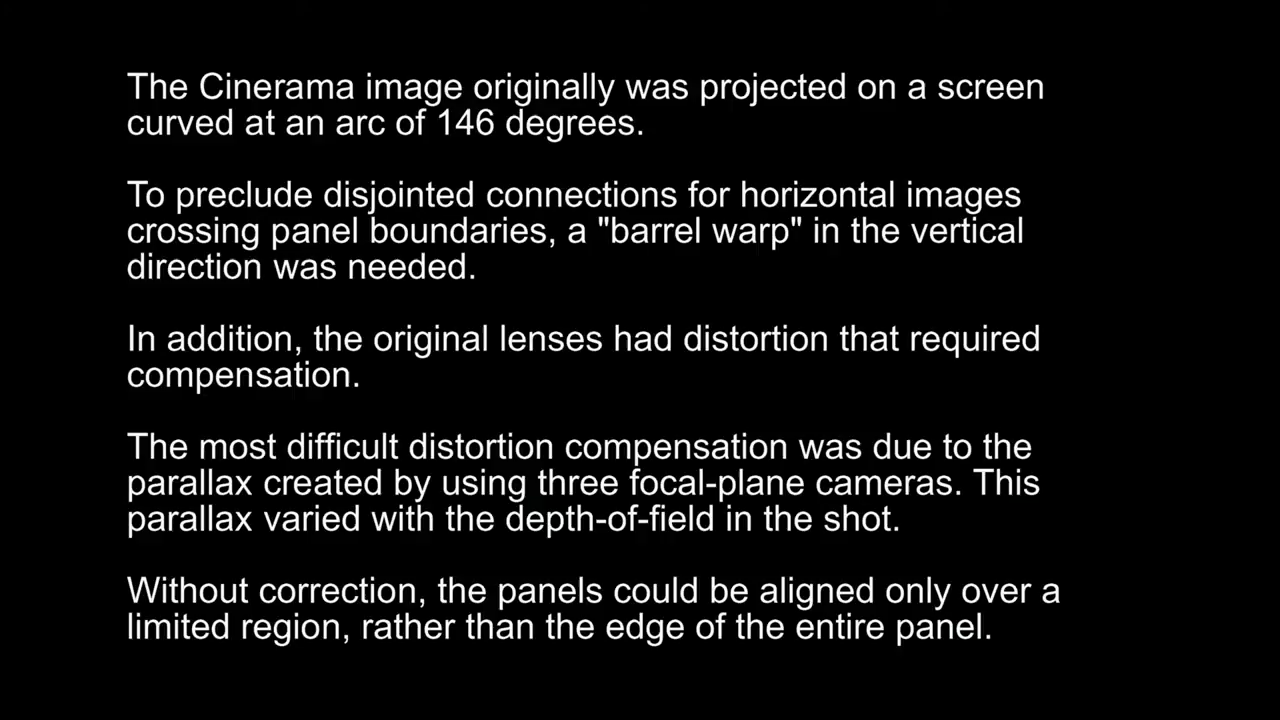 The Cinerama image originally was projected on a screen
curved at an arc of 146 degrees.
To preclude disjointed connections for horizontal images
crossing panel boundaries, a "barrel warp" in the vertical
direction was needed.
In addition, the original lenses had distortion that required
compensation.
The most difficult distortion compensation was due to the
parallax created by using three focal-plane cameras. This
parallax varied with the depth-of-field in the shot.
Without correction, the panels could be aligned only over a
limited region, rather than the edge of the entire panel.